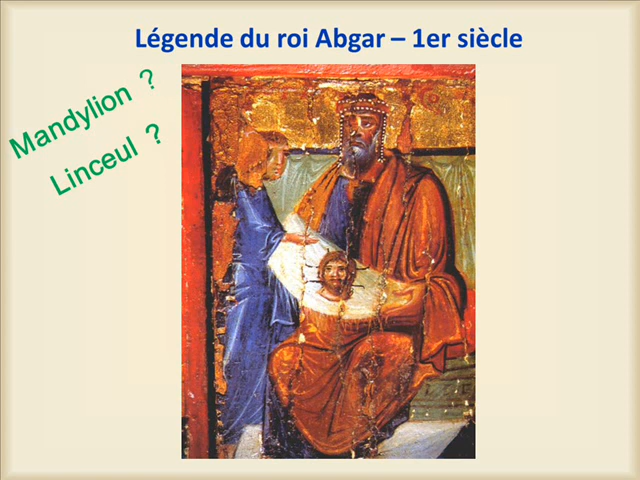 Légende du roi Abgar – 1er siècle
Mandylion ?
Linceul ?